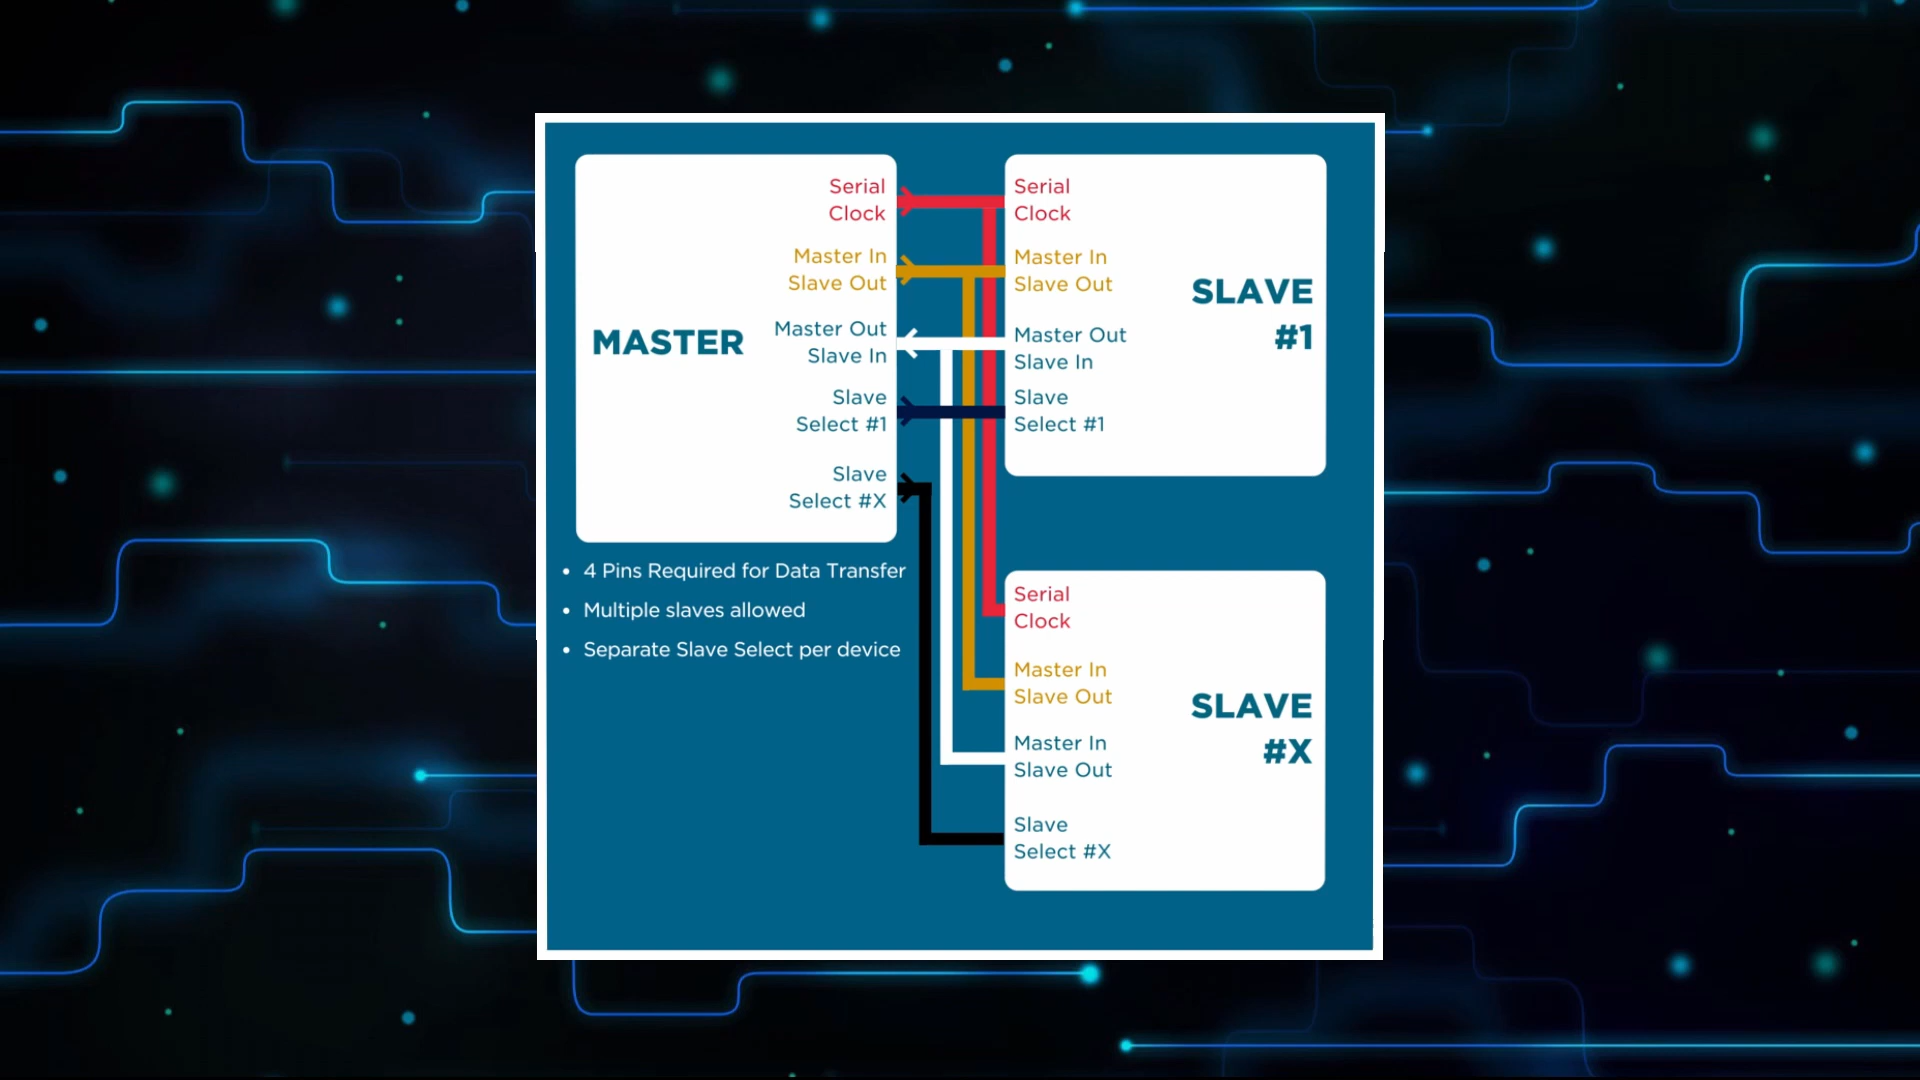 Serial
Clock
Master In
Slave Out
MASTER
Master Out
Slave In
Slave
Select #1
Slave
Select #X
Serial
Clock
Master In
Slave Out
SLAVE
#1
Master Out
Slave In
Slave
Select #1
• 4 Pins Required for Data Transfer
• Multiple slaves allowed
• Separate Slave Select per device
Serial
Clock
Master In
Slave Out
SLAVE
#X
Master In
Slave Out
Slave
Select #X